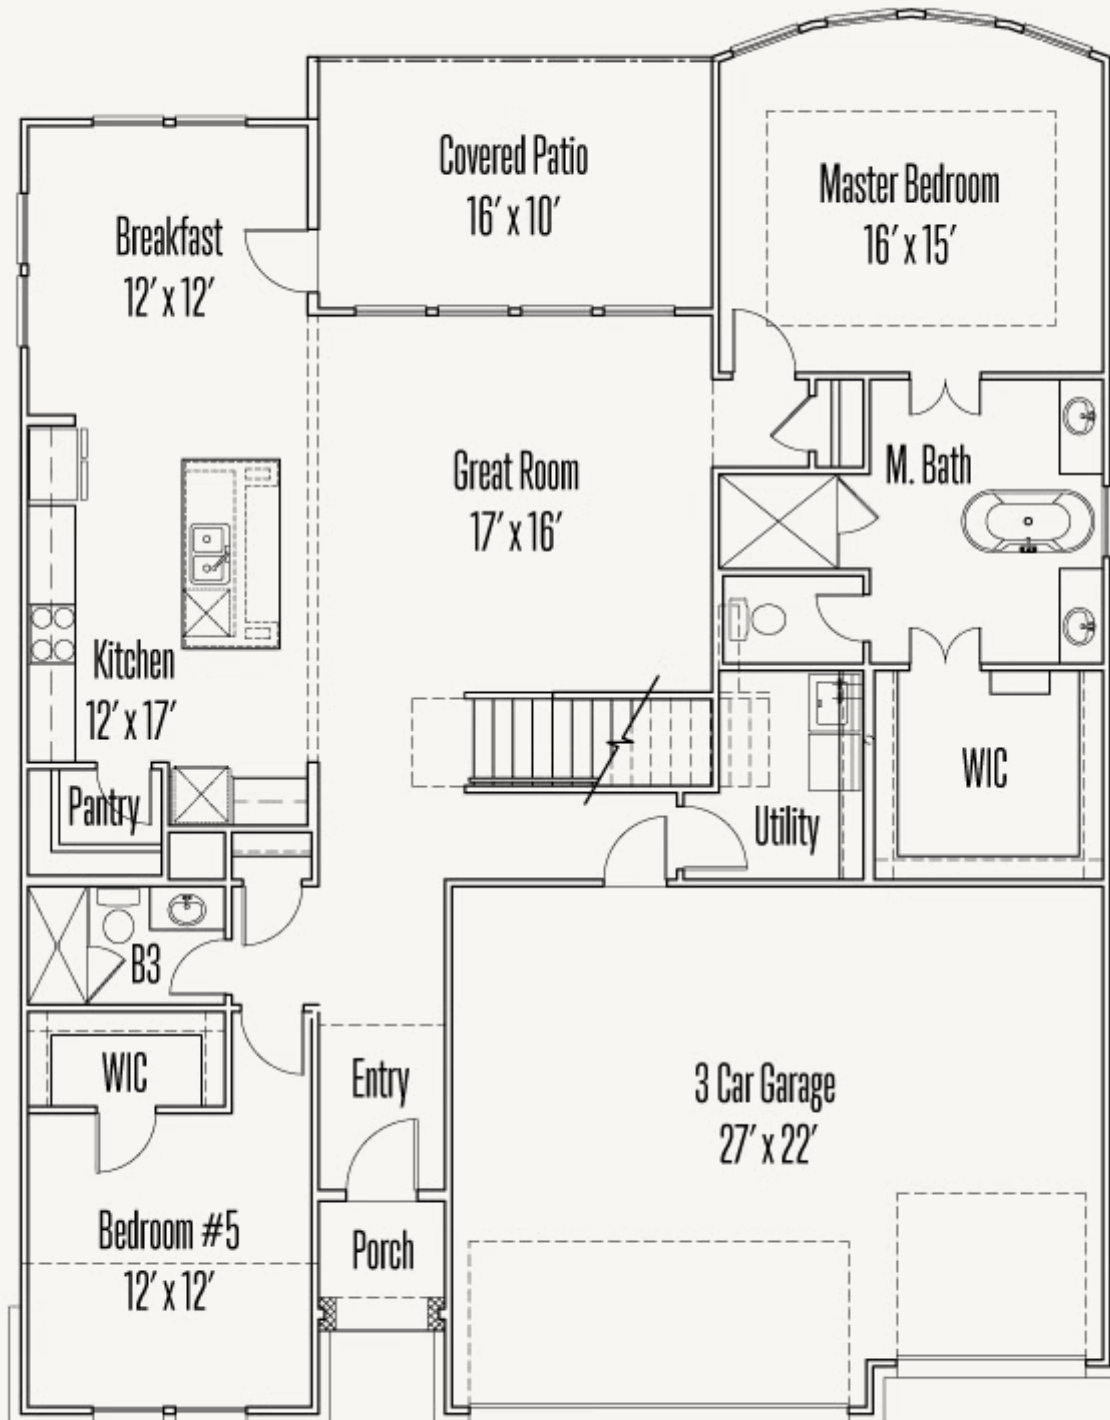 Covered Patio
16′ x 10′
Master Bedroom
16′ x 15′
Breakfast
12′ x 12′
Great Room
17′ x 16′
M. Bath
Kitchen
12′ x 17′
WIC
Pantry
Utility
B3
WIC
Entry
3 Car Garage
27′ x 22′
Bedroom #5
12′ x 12′
Porch